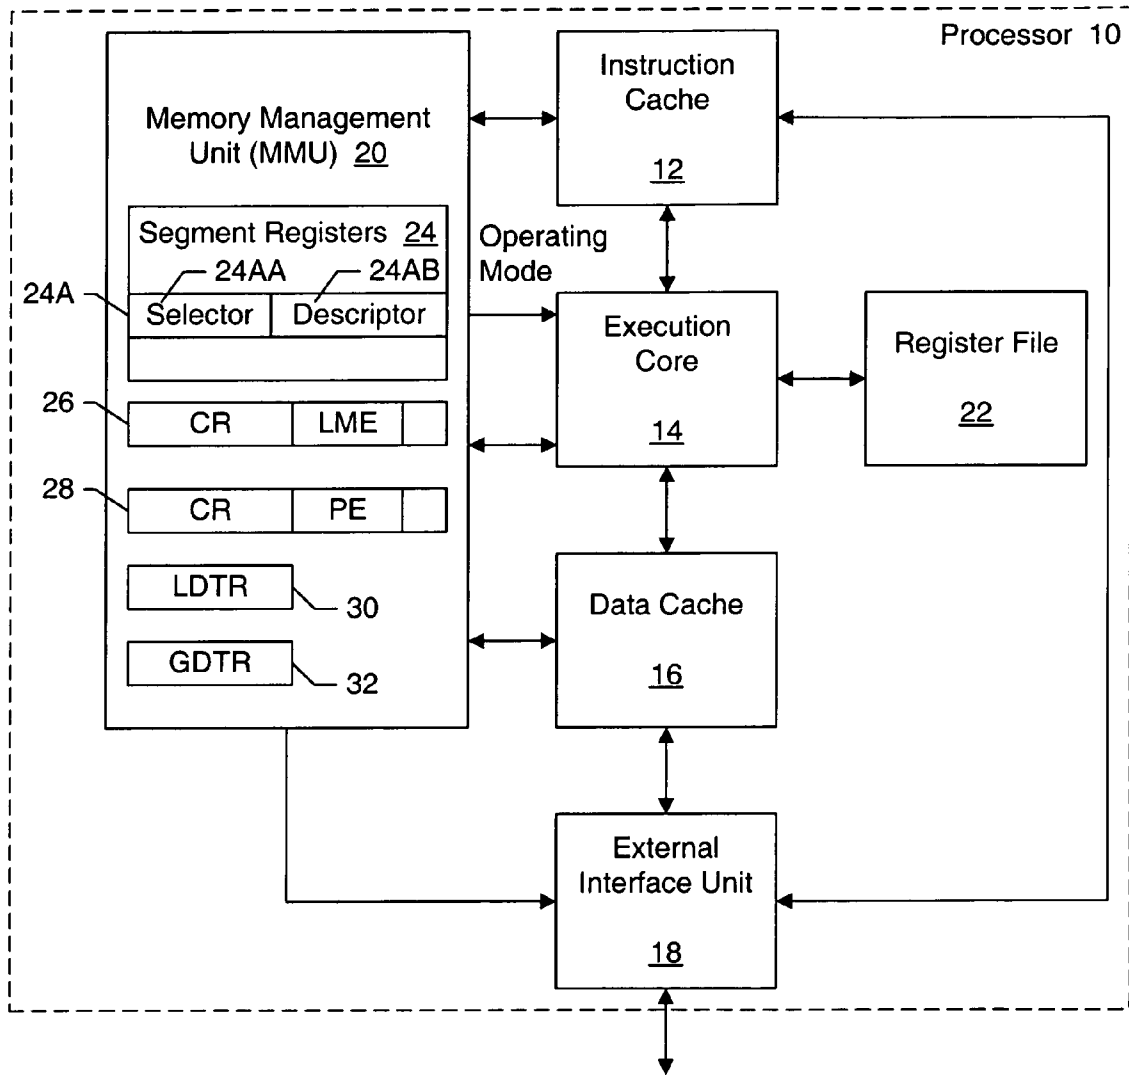 Processor 10
Memory Management
Unit (MMU) 20
Segment Registers 24
24AA
24AB
24A
Selector
Descriptor
26
CR
LME
28
CR
PE
LDTR
30
GDTR
32
Operating
Mode
Instruction
Cache
12
Execution
Core
14
Register File
22
Data Cache
16
External
Interface Unit
18